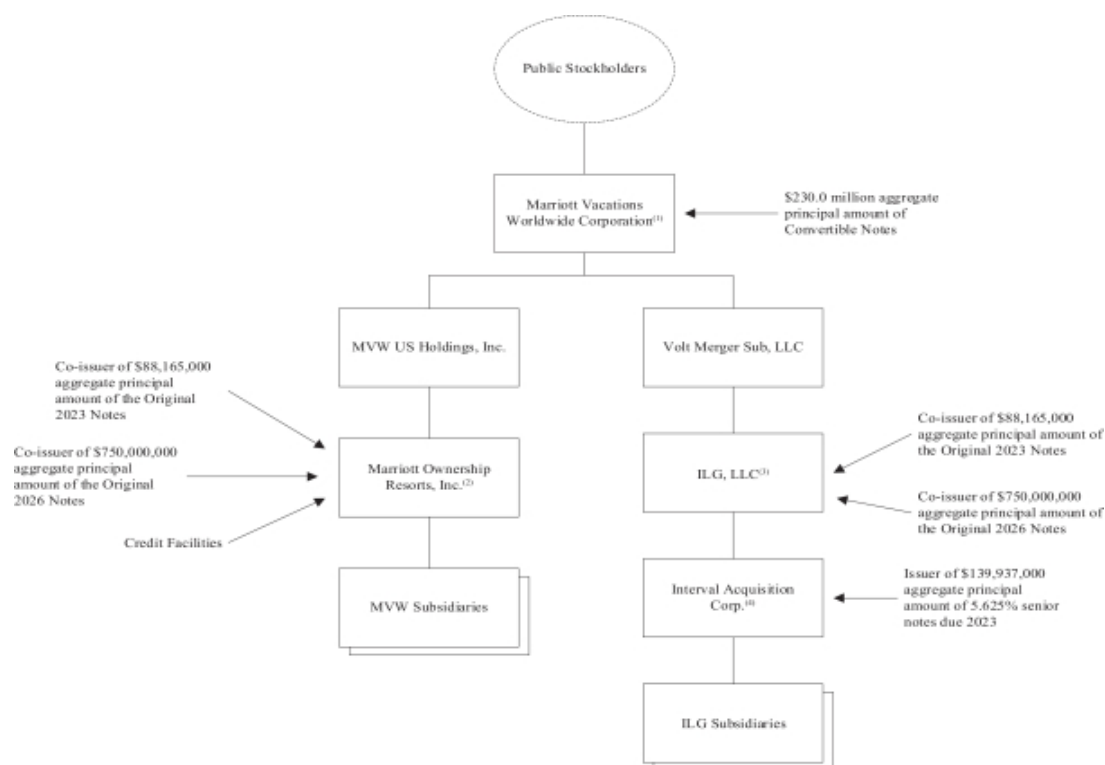 Public Stockholders
Marriott Vacations
Worldwide Corporation(1)
$230.0 million aggregate
principal amount of
Convertible Notes
MVW US Holdings, Inc.
Volt Merger Sub, LLC
Co-issuer of $88,165,000
aggregate principal
amount of the Original
2023 Notes
Co-issuer of $750,000,000
aggregate principal
amount of the Original
2026 Notes
Credit Facilities
Marriott Ownership
Resorts, Inc.(2)
ILG, LLC(3)
Co-issuer of $88,165,000
aggregate principal amount of
the Original 2023 Notes
Co-issuer of $750,000,000
aggregate principal amount of
the Original 2026 Notes
MVW Subsidiaries
Interval Acquisition
Corp.(4)
Issuer of $139,937,000
aggregate principal
amount of 5.625% senior
notes due 2023
ILG Subsidiaries